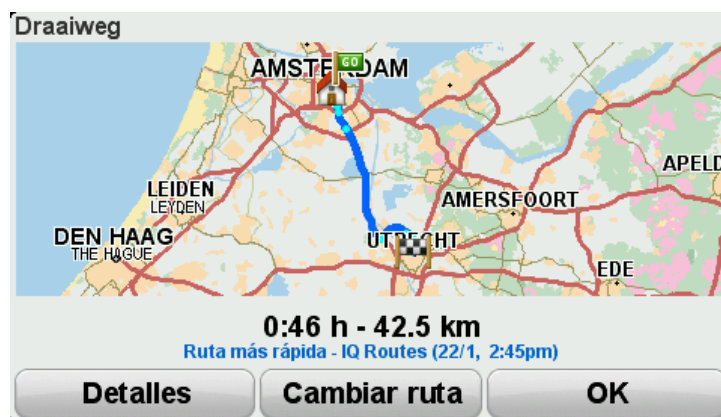 Draaiweg
GO
AMSTERDAM
APELD
LEIDEN
LEYDEN
AMERSFOORT
DEN HAAG
THE HAGUE
UTRECHT
EDE
0:46 h - 42.5 km
Ruta más rápida - IQ Routes (22/1, 2:45pm)
Detalles
Cambiar ruta
OK